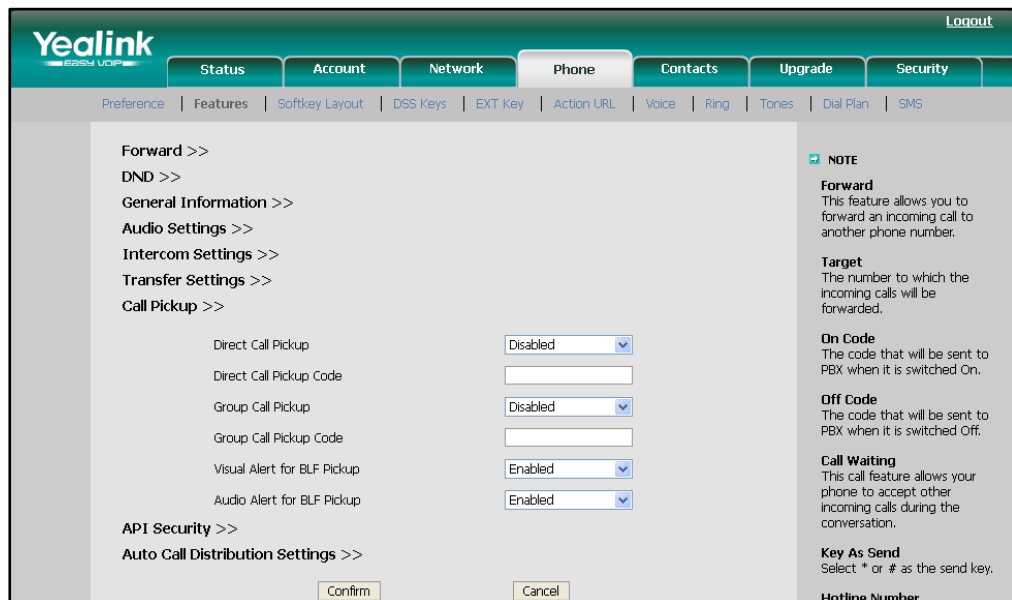 Logout
Yealink
EASY VOIP
Status Account Network Phone Contacts Upgrade Security
Preference | Features | Softkey Layout | DSS Keys | EXT Key | Action URL | Voice | Ring | Tones | Dial Plan | SMS
Forward >>
DND >>
General Information >>
Audio Settings >>
Intercom Settings >>
Transfer Settings >>
Call Pickup >>
Direct Call Pickup Disabled
Direct Call Pickup Code
Group Call Pickup Disabled
Group Call Pickup Code
Visual Alert for BLF Pickup Enabled
Audio Alert for BLF Pickup Enabled
API Security >>
Auto Call Distribution Settings >>
Confirm Cancel
NOTE
Forward
This feature allows you to
forward an incoming call to
another phone number.
Target
The number to which the
incoming calls will be
forwarded.
On Code
The code that will be sent to
PBX when it is switched On.
Off Code
The code that will be sent to
PBX when it is switched Off.
Call Waiting
This call feature allows your
phone to accept other
incoming calls during the
conversation.
Key As Send
Select * or # as the send key.
Hotline Number